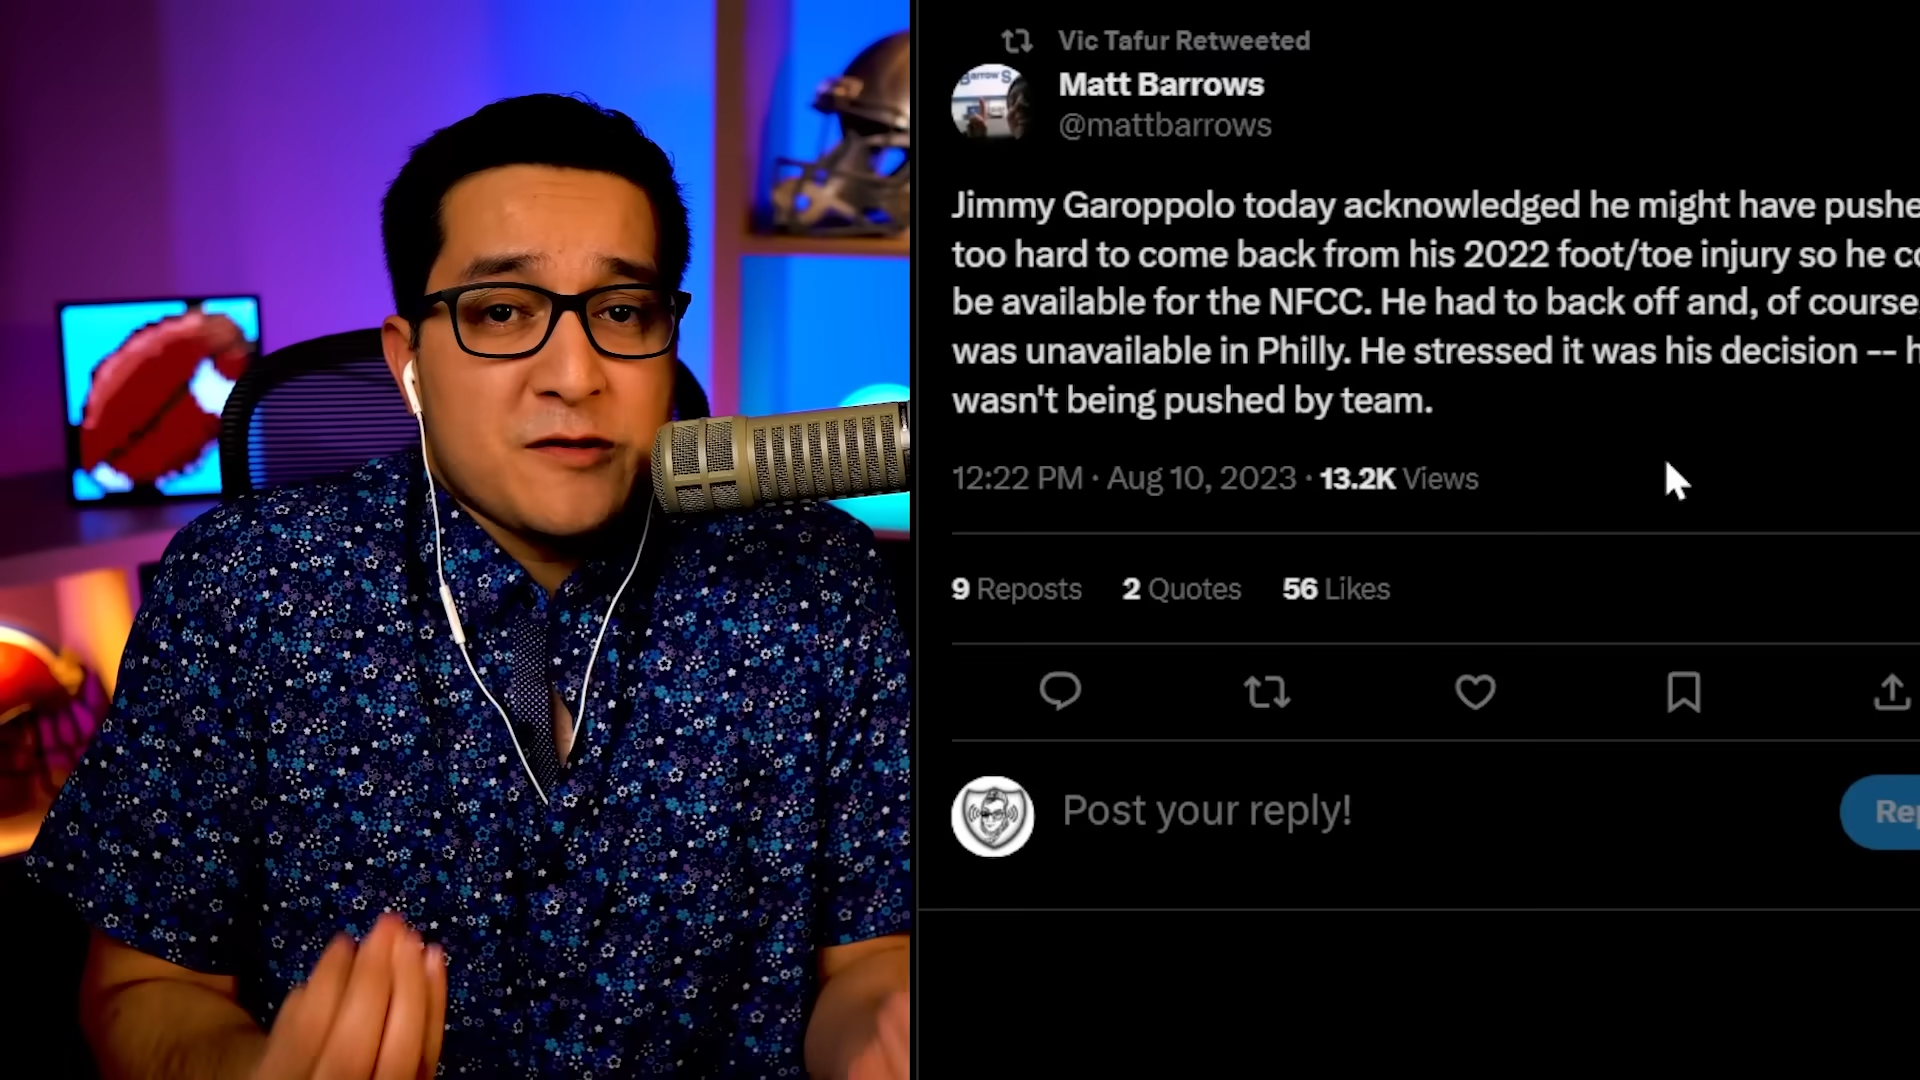 Vic Tafur Retweeted
Matt Barrows
@mattbarrows
Jimmy Garoppolo today acknowledged he might have pushe
too hard to come back from his 2022 foot/toe injury so he co
be available for the NFCC. He had to back off and, of course
was unavailable in Philly. He stressed it was his decision -- h
wasn't being pushed by team.
12:22 PM · Aug 10, 2023 · 13.2K Views
9 Reposts 2 Quotes 56 Likes
Post your reply!
Rep